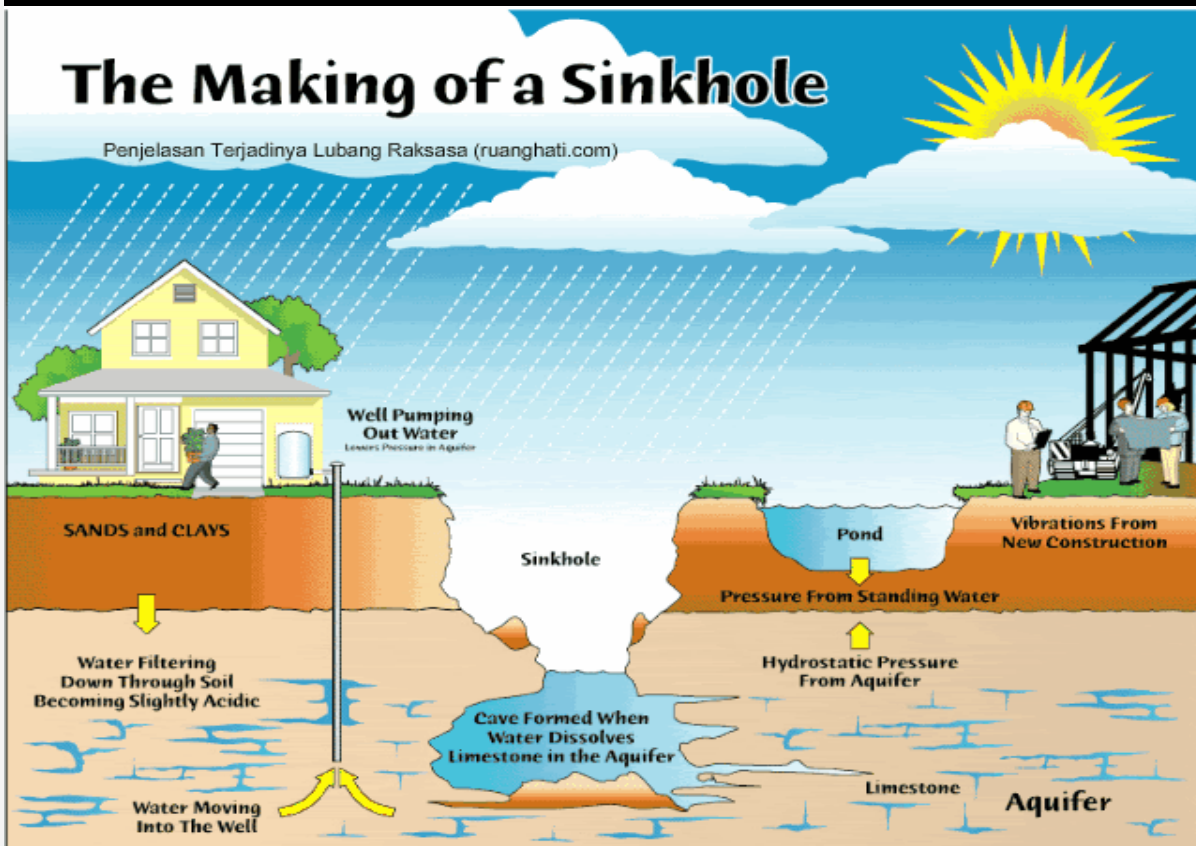 The Making of a Sinkhole
Penjelasan Terjadinya Lubang Raksasa (ruanghati.com)
Well Pumping
Out Water
Lowers Pressure in Aquifer
SANDS and CLAYS
Sinkhole
Pond
Vibrations From
New Construction
Pressure From Standing Water
Water Filtering
Down Through Soil
Becoming Slightly Acidic
Hydrostatic Pressure
From Aquifer
Cave Formed When
Water Dissolves
Limestone in the Aquifer
Limestone
Aquifer
Water Moving
Into The Well